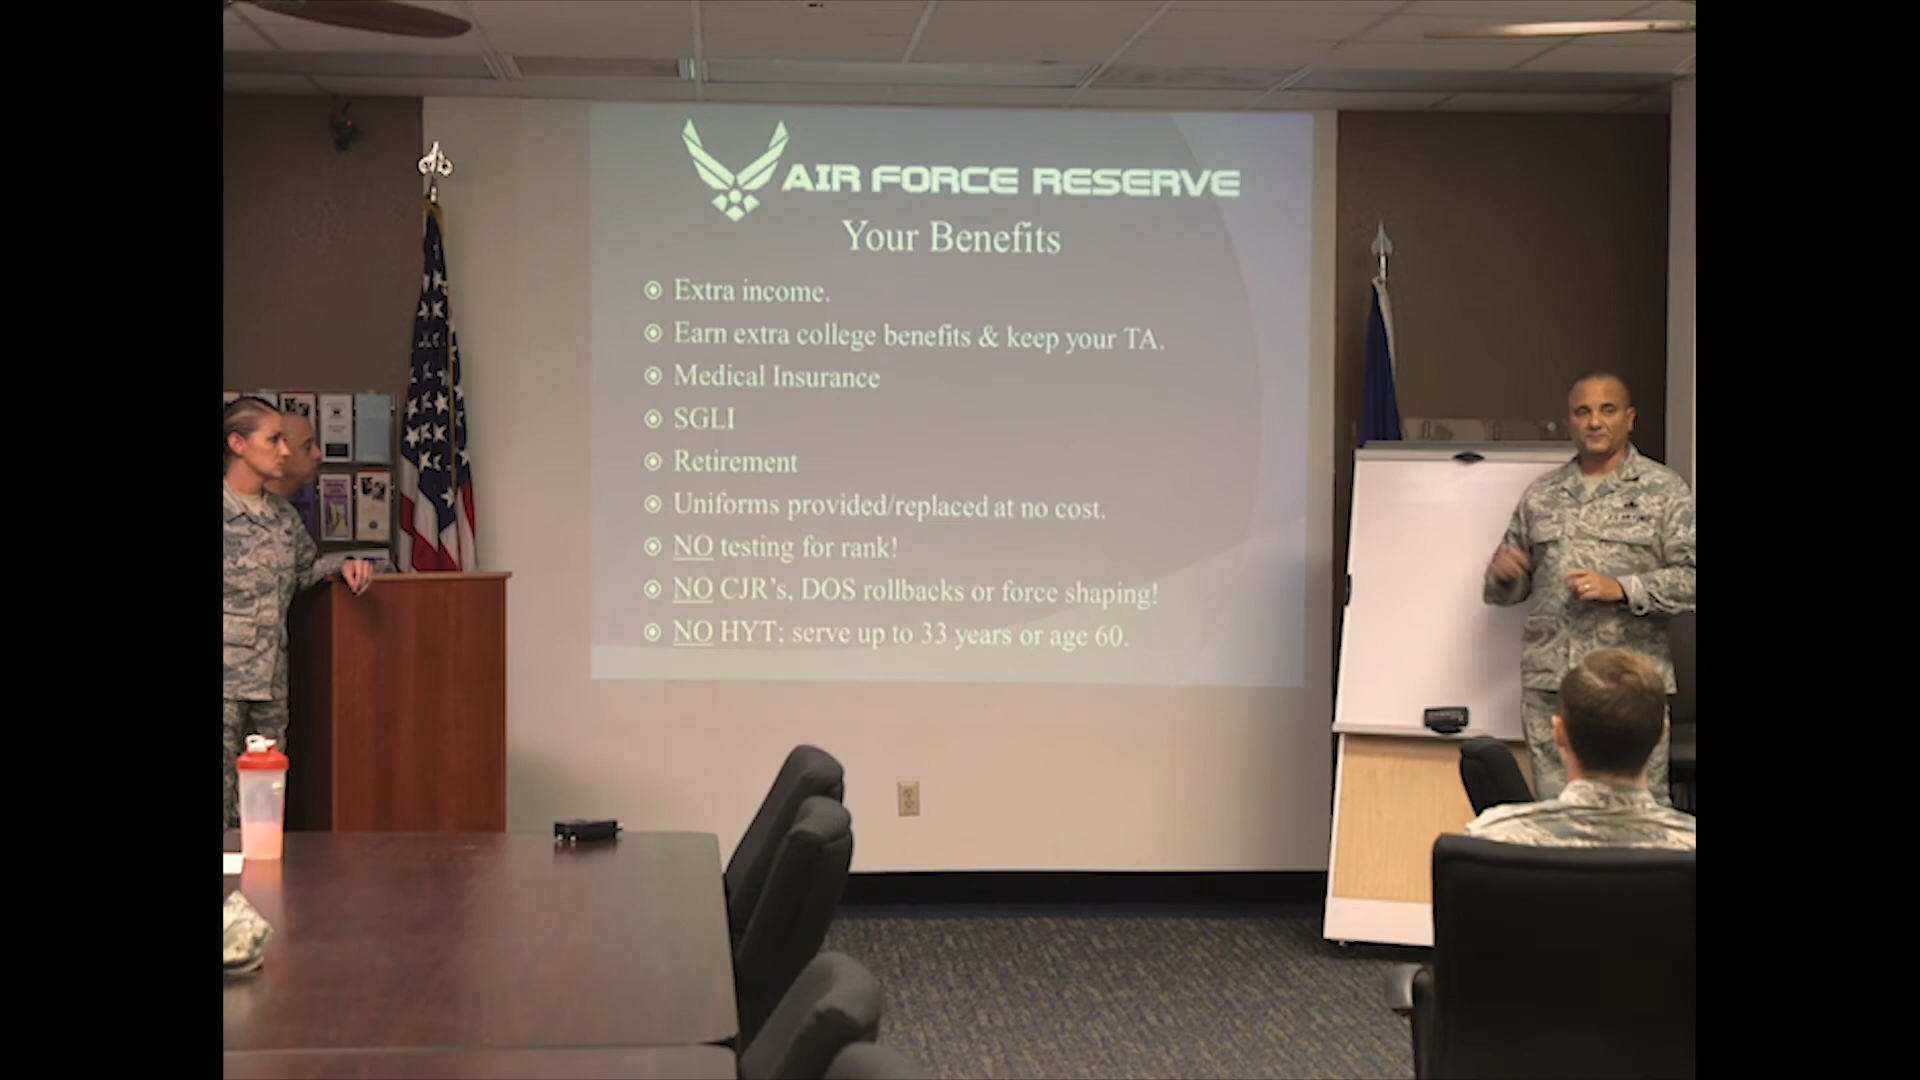 AIR FORCE RESERVE
Your Benefits
Extra income.
Earn extra college benefits & keep your TA.
Medical Insurance
SGLI
Retirement
Uniforms provided/replaced at no cost.
NO testing for rank!
NO CJR's, DOS rollbacks or force shaping!
NO HYT; serve up to 33 years or age 60.